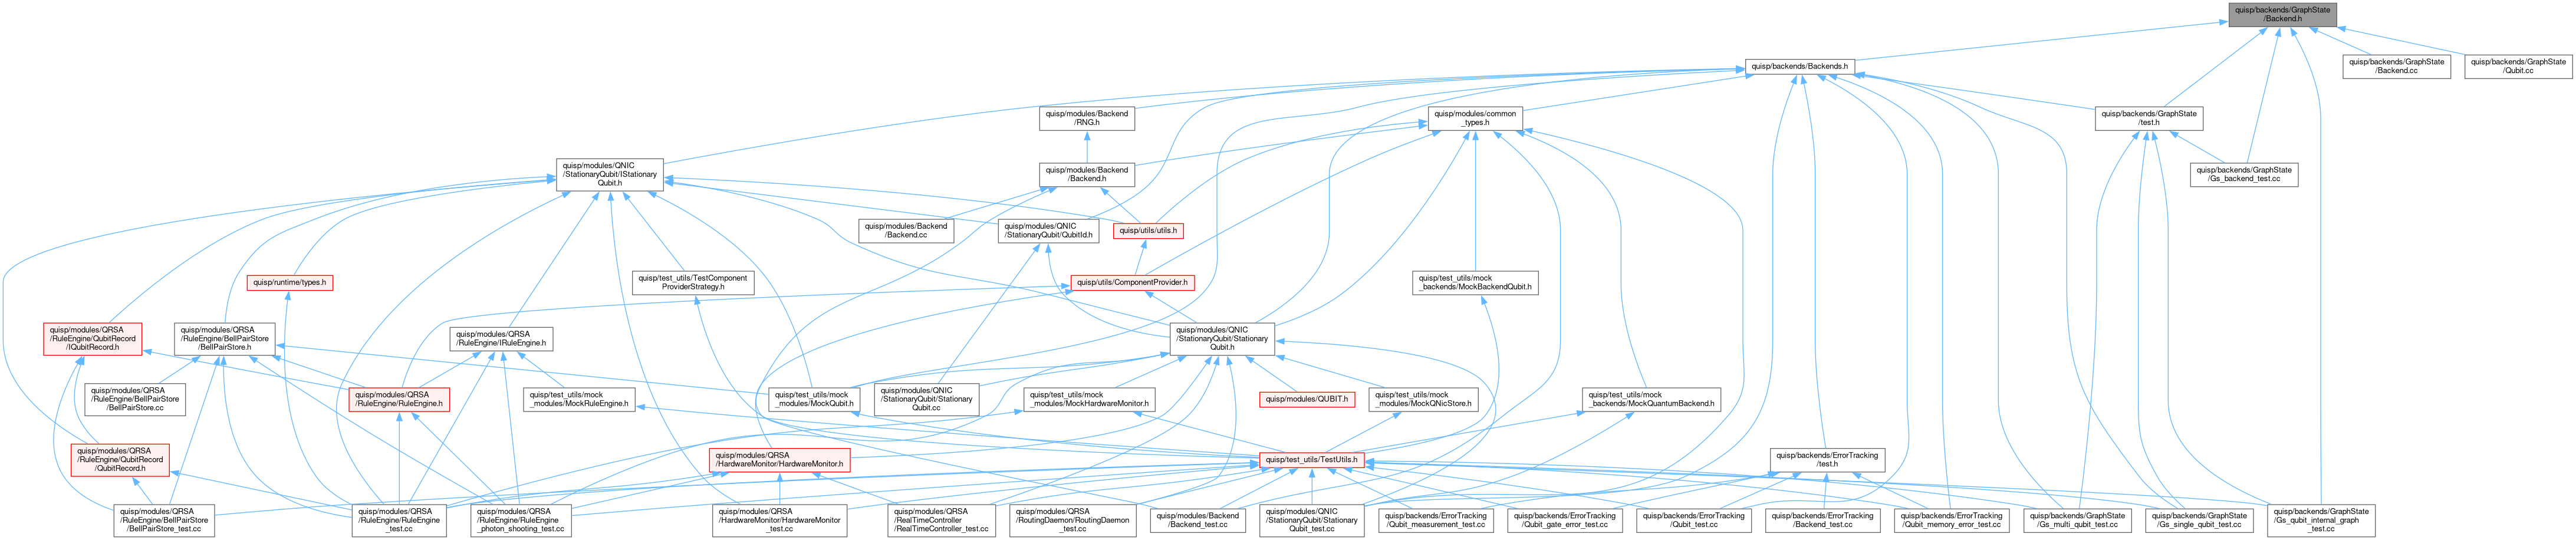 quisp/backends/GraphState
/Backend.h
quisp/backends/Backends.h
quisp/backends/GraphState
/Backend.cc
quisp/backends/GraphState
/Qubit.cc
quisp/modules/Backend
/RNG.h
quisp/modules/common
_types.h
quisp/backends/GraphState
/test.h
quisp/modules/QNIC
/StationaryQubit/IStationary
Qubit.h
quisp/modules/Backend
/Backend.h
quisp/backends/GraphState
/Gs_backend_test.cc
quisp/modules/Backend
/Backend.cc
quisp/modules/QNIC
/StationaryQubit/QubitId.h
quisp/utils/utils.h
quisp/runtime/types.h
quisp/test_utils/TestComponent
ProviderStrategy.h
quisp/utils/ComponentProvider.h
quisp/test_utils/mock
_backends/MockBackendQubit.h
quisp/modules/QRSA
/RuleEngine/QubitRecord
/IQubitRecord.h
quisp/modules/QRSA
/RuleEngine/BellPairStore
/BellPairStore.h
quisp/modules/QRSA
/RuleEngine/IRuleEngine.h
quisp/modules/QNIC
/StationaryQubit/Stationary
Qubit.h
quisp/modules/QRSA
/RuleEngine/BellPairStore
/BellPairStore.cc
quisp/modules/QRSA
/RuleEngine/RuleEngine.h
quisp/test_utils/mock
_modules/MockRuleEngine.h
quisp/test_utils/mock
_modules/MockQubit.h
quisp/modules/QNIC
/StationaryQubit/Stationary
Qubit.cc
quisp/test_utils/mock
_modules/MockHardwareMonitor.h
quisp/modules/QUBIT.h
quisp/test_utils/mock
_modules/MockQNicStore.h
quisp/test_utils/mock
_backends/MockQuantumBackend.h
quisp/modules/QRSA
/RuleEngine/QubitRecord
/QubitRecord.h
quisp/modules/QRSA
/HardwareMonitor/HardwareMonitor.h
quisp/test_utils/TestUtils.h
quisp/backends/ErrorTracking
/test.h
quisp/modules/QRSA
/RuleEngine/BellPairStore
/BellPairStore_test.cc
quisp/modules/QRSA
/RuleEngine/RuleEngine
_test.cc
quisp/modules/QRSA
/RuleEngine/RuleEngine
_photon_shooting_test.cc
quisp/modules/QRSA
/HardwareMonitor/HardwareMonitor
_test.cc
quisp/modules/QRSA
/RealTimeController
/RealTimeController_test.cc
quisp/modules/QRSA
/RoutingDaemon/RoutingDaemon
_test.cc
quisp/modules/Backend
/Backend_test.cc
quisp/modules/QNIC
/StationaryQubit/Stationary
Qubit_test.cc
quisp/backends/ErrorTracking
/Qubit_measurement_test.cc
quisp/backends/ErrorTracking
/Qubit_gate_error_test.cc
quisp/backends/ErrorTracking
/Qubit_test.cc
quisp/backends/ErrorTracking
/Backend_test.cc
quisp/backends/ErrorTracking
/Qubit_memory_error_test.cc
quisp/backends/GraphState
/Gs_multi_qubit_test.cc
quisp/backends/GraphState
/Gs_single_qubit_test.cc
quisp/backends/GraphState
/Gs_qubit_internal_graph
_test.cc